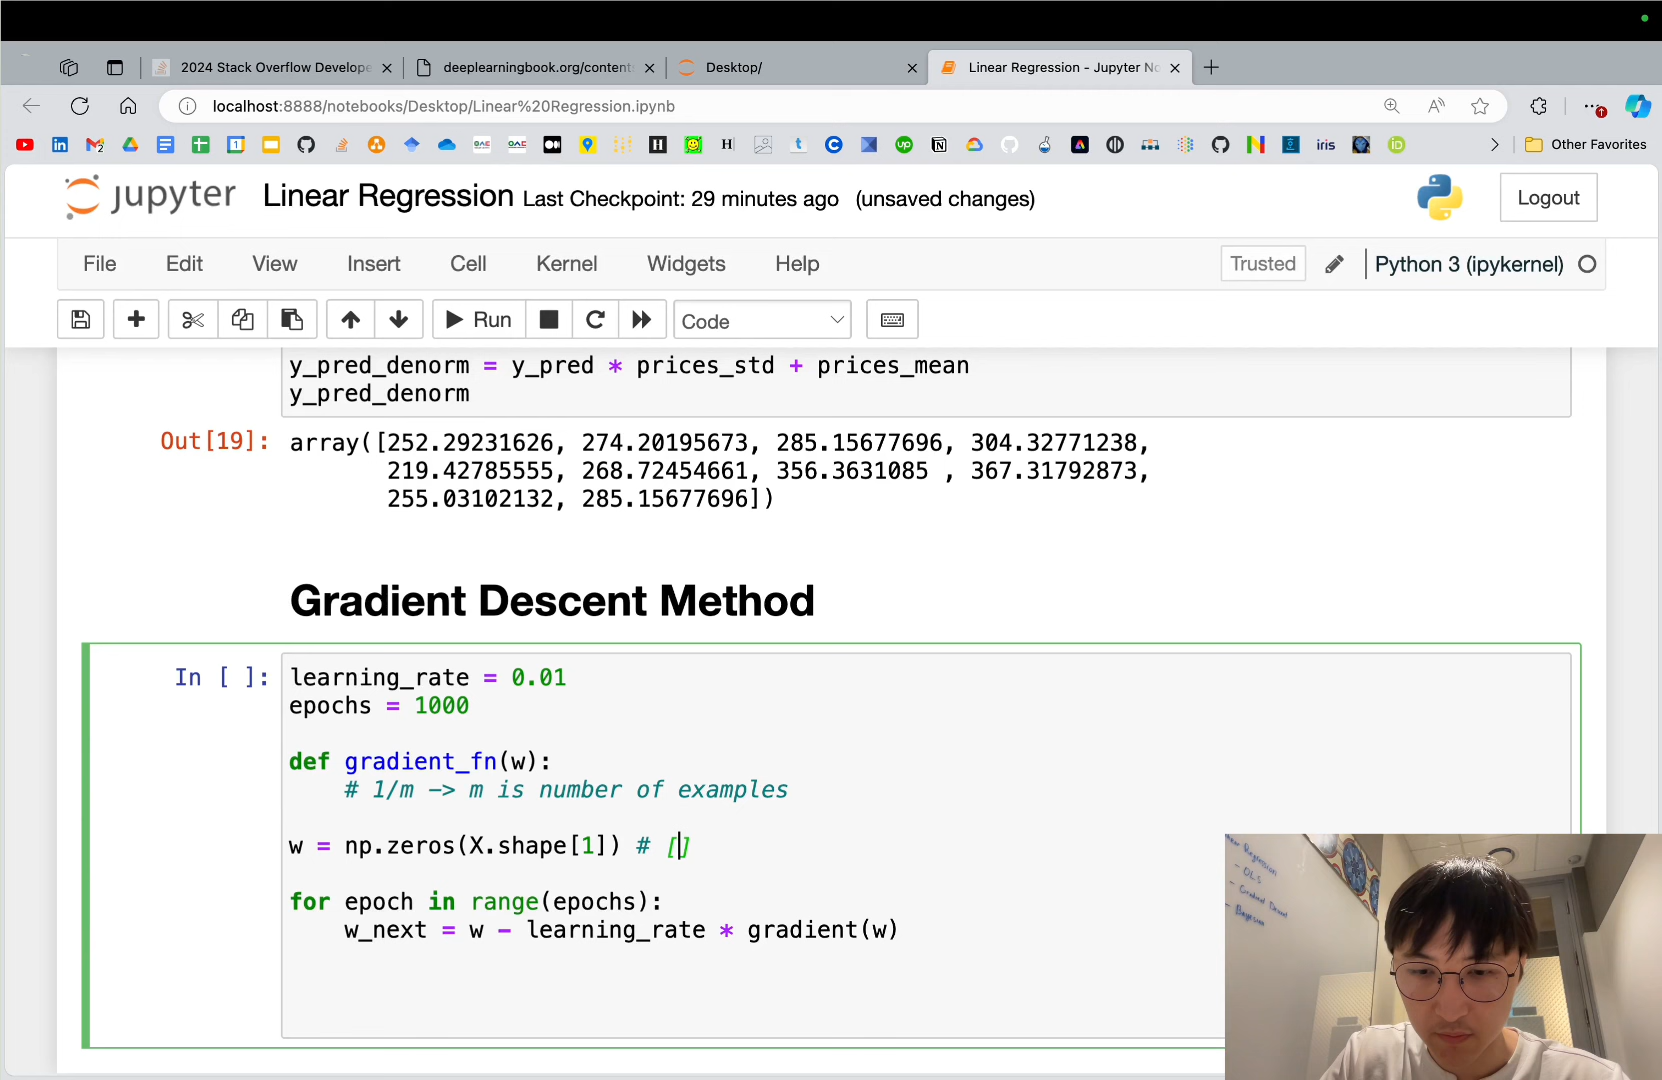 2024 Stack Overflow Develope
deeplearningbook.org/content
Desktop/
Linear Regression - Jupyter No
localhost:8888/notebooks/Desktop/Linear%20Regression.ipynb
Other Favorites
jupyter Linear Regression Last Checkpoint: 29 minutes ago (unsaved changes)
Logout
File Edit View Insert Cell Kernel Widgets Help
Trusted
Python 3 (ipykernel)
Run
Code
y_pred_denorm = y_pred * prices_std + prices_mean
y_pred_denorm
Out[19]: array([252.29231626, 274.20195673, 285.15677696, 304.32771238,
219.42785555, 268.72454661, 356.3631085 , 367.31792873,
255.03102132, 285.15677696])
Gradient Descent Method
In [ ]: learning_rate = 0.01
epochs = 1000
def gradient_fn(w):
# 1/m -> m is number of examples
w = np.zeros(X.shape[1]) # []
for epoch in range(epochs):
w_next = w - learning_rate * gradient(w)
Regression
- OLS
- Gradient Descent
- Bayesian